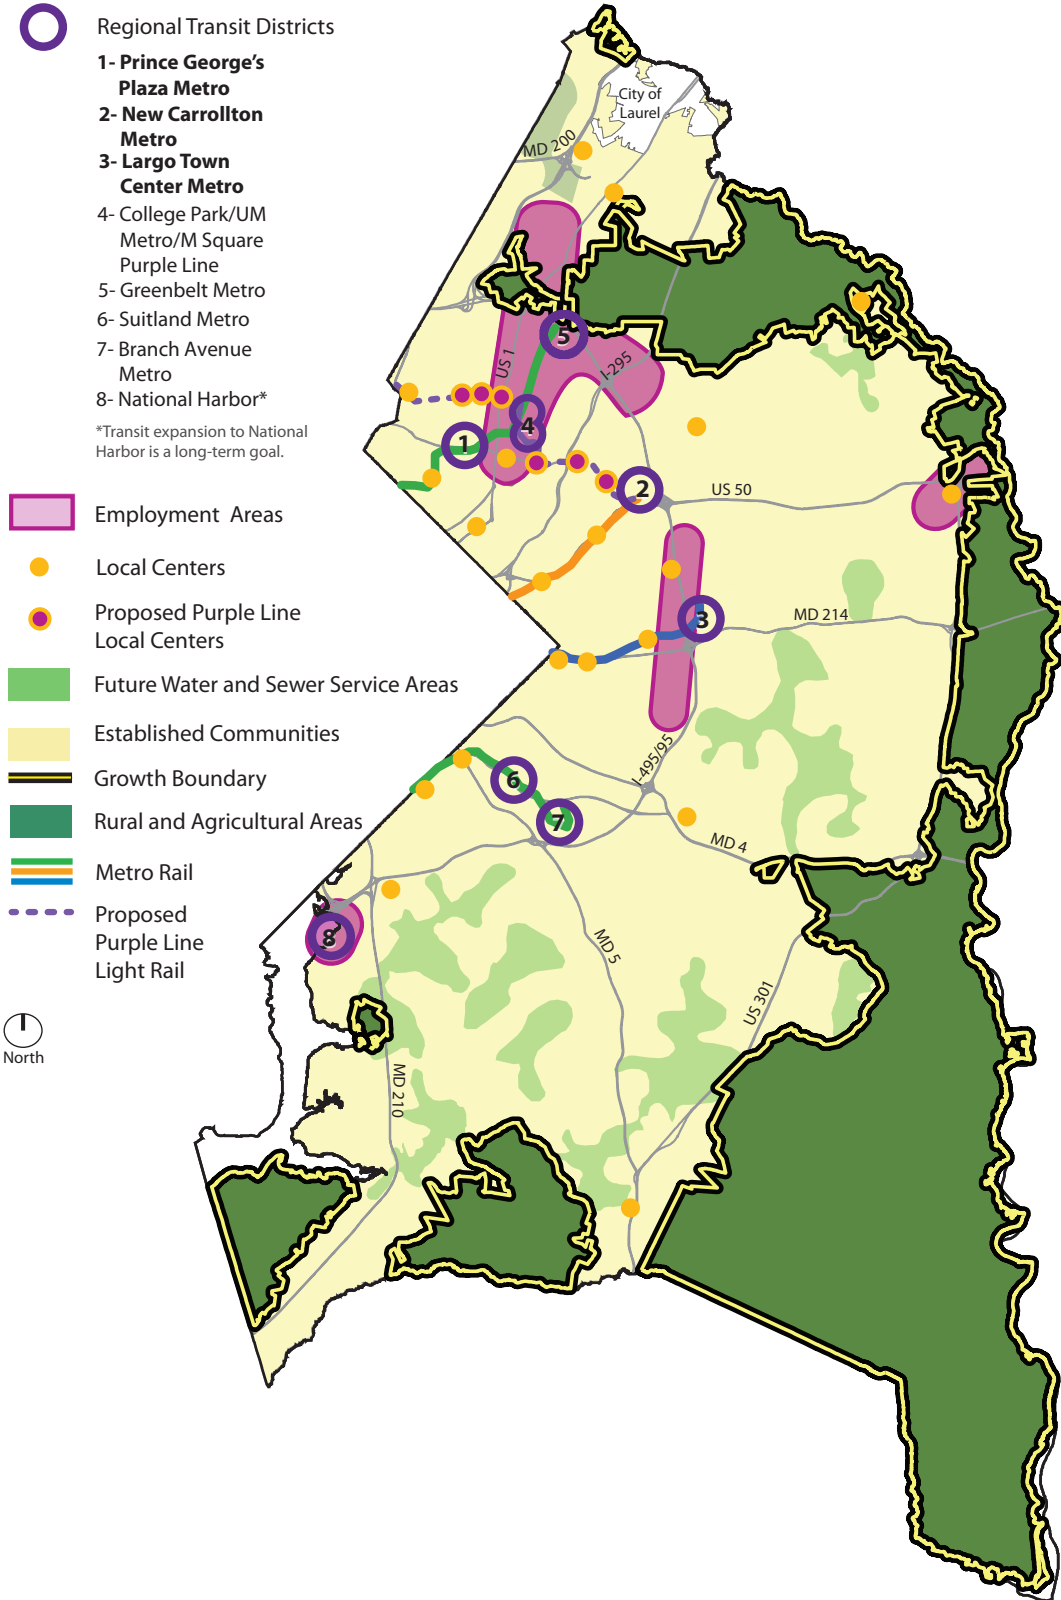 Regional Transit Districts
1- Prince George’s
Plaza Metro
2- New Carrollton
Metro
3- Largo Town
Center Metro
4- College Park/UM
Metro/M Square
Purple Line
5- Greenbelt Metro
6- Suitland Metro
7- Branch Avenue
Metro
8- National Harbor*
*Transit expansion to National
Harbor is a long-term goal.
Employment Areas
Local Centers
Proposed Purple Line
Local Centers
Future Water and Sewer Service Areas
Established Communities
Growth Boundary
Rural and Agricultural Areas
Metro Rail
Proposed
Purple Line
Light Rail
North
City of
Laurel
MD 200
US 1
5
I-295
4
1
2
US 50
3
MD 214
I-495/95
6
7
MD 4
8
MD 5
US 301
MD 210